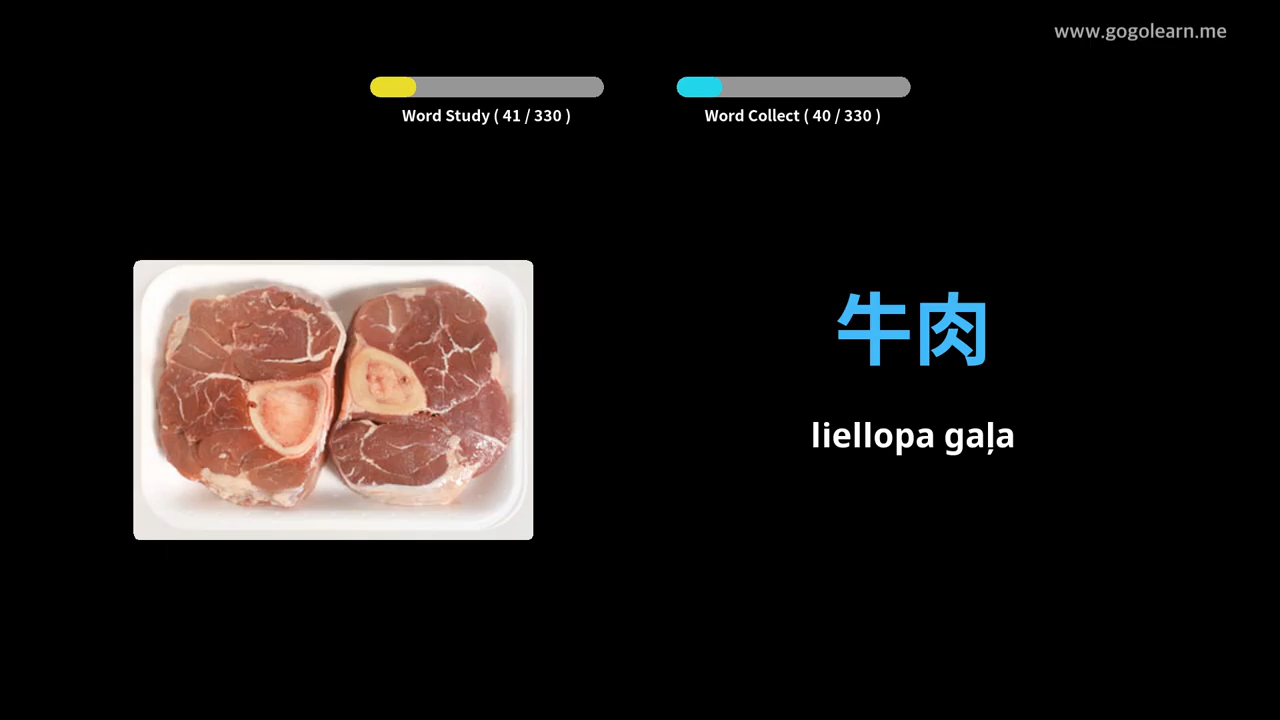 www.gogolearn.me
Word Study ( 41 / 330 )
Word Collect ( 40 / 330 )
牛肉
liellopa gaļa